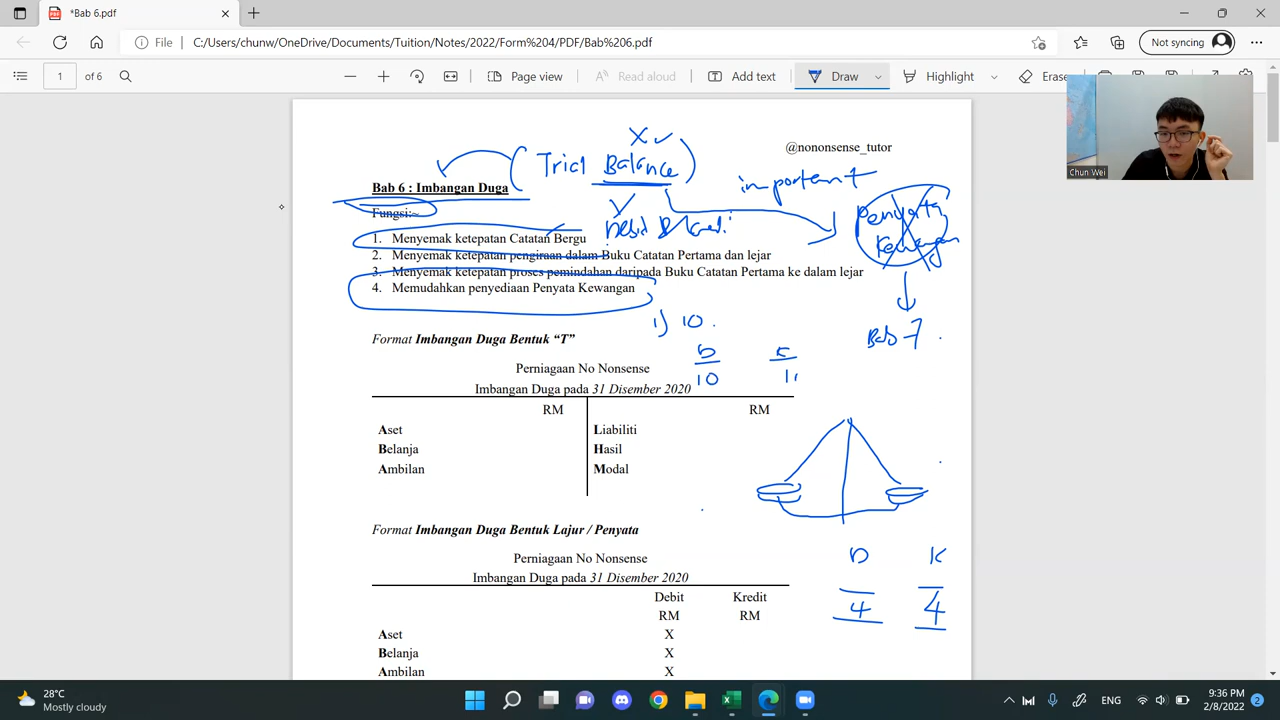 *Bab 6.pdf
File
C:/Users/chunw/OneDrive/Documents/Tuition/Notes/2022/Form%204/PDF/Bab%206.pdf
Not syncing
1 of 6
Page view
Read aloud
Add text
Draw
Highlight
Erase
Chun Wei
@nononsense_tutor
Trial Balance
important
Bab 6 : Imbangan Duga
Penyata
Kewangan
Fungsi:~
Debit
1. Menyemak ketepatan Catatan Bergu
2. Menyemak ketepatan pengiraan dalam Buku Catatan Pertama dan lejar
3. Menyemak ketepatan proses pemindahan daripada Buku Catatan Pertama ke dalam lejar
4. Memudahkan penyediaan Penyata Kewangan
1) 10
Bab 7
Format Imbangan Duga Bentuk “T”
D K
10
Perniagaan No Nonsense
Imbangan Duga pada 31 Disember 2020
RM RM
Aset Liabiliti
Belanja Hasil
Ambilan Modal
Format Imbangan Duga Bentuk Lajur / Penyata
Perniagaan No Nonsense
Imbangan Duga pada 31 Disember 2020
D K
4 4
Debit Kredit
RM RM
Aset X
Belanja X
Ambilan X
28°C
Mostly cloudy
ENG
9:36 PM
2/8/2022
2